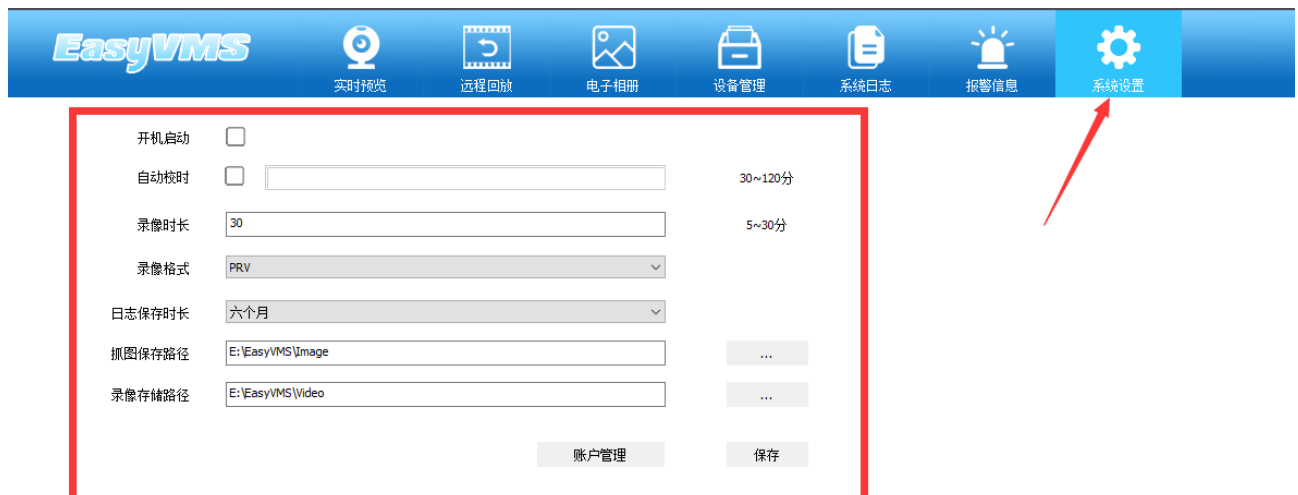 EasyVMS
实时预览 远程回放 电子相册 设备管理 系统日志 报警信息 系统设置
开机启动
自动校时 30~120分
录像时长 30 5~30分
录像格式 PRV
日志保存时长 六个月
抓图保存路径 E:\EasyVMS\Image ...
录像存储路径 E:\EasyVMS\Video ...
账户管理 保存